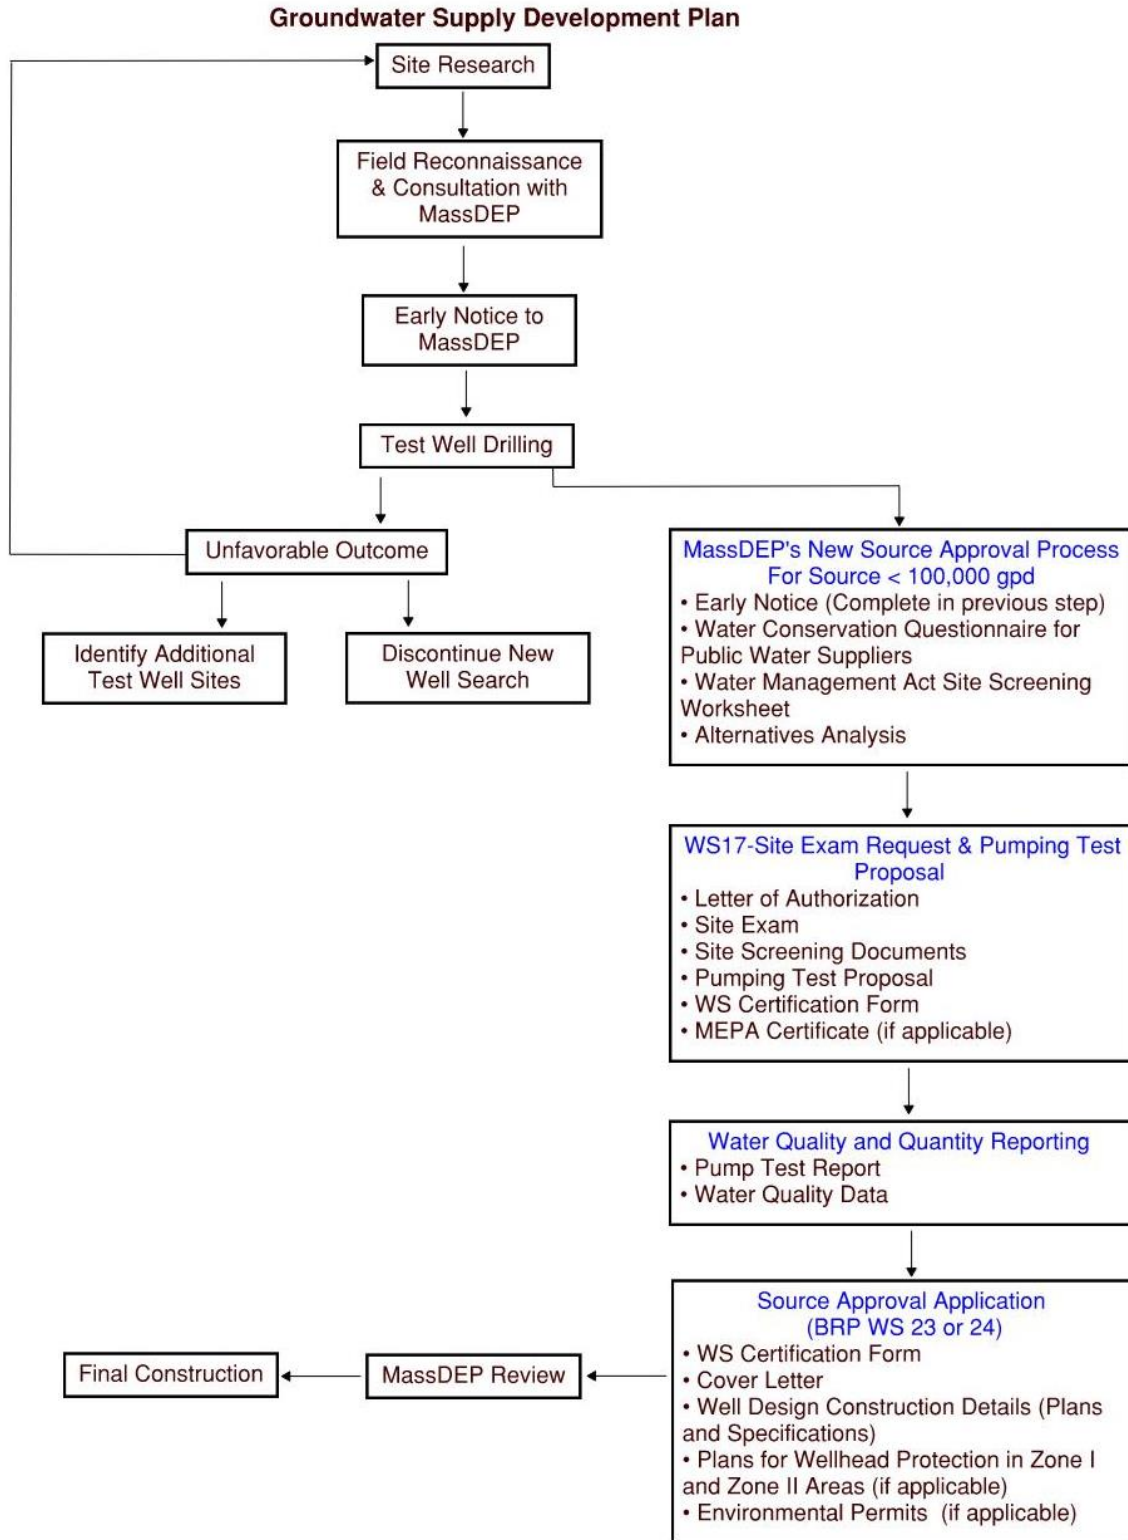 Groundwater Supply Development Plan
Site Research
Field Reconnaissance
& Consultation with
MassDEP
Early Notice to
MassDEP
Test Well Drilling
Unfavorable Outcome
Identify Additional
Test Well Sites
Discontinue New
Well Search
MassDEP's New Source Approval Process
For Source < 100,000 gpd
• Early Notice (Complete in previous step)
• Water Conservation Questionnaire for
Public Water Suppliers
• Water Management Act Site Screening
Worksheet
• Alternatives Analysis
WS17-Site Exam Request & Pumping Test
Proposal
• Letter of Authorization
• Site Exam
• Site Screening Documents
• Pumping Test Proposal
• WS Certification Form
• MEPA Certificate (if applicable)
Water Quality and Quantity Reporting
• Pump Test Report
• Water Quality Data
Source Approval Application
(BRP WS 23 or 24)
• WS Certification Form
• Cover Letter
• Well Design Construction Details (Plans
and Specifications)
• Plans for Wellhead Protection in Zone I
and Zone II Areas (if applicable)
• Environmental Permits (if applicable)
MassDEP Review
Final Construction